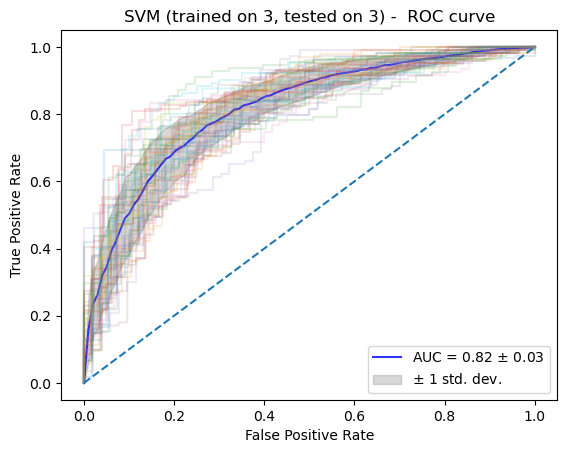 SVM (trained on 3, tested on 3) -  ROC curve
True Positive Rate
1.0
0.8
0.6
0.4
0.2
0.0
AUC = 0.82 ± 0.03
± 1 std. dev.
0.0 0.2 0.4 0.6 0.8 1.0
False Positive Rate